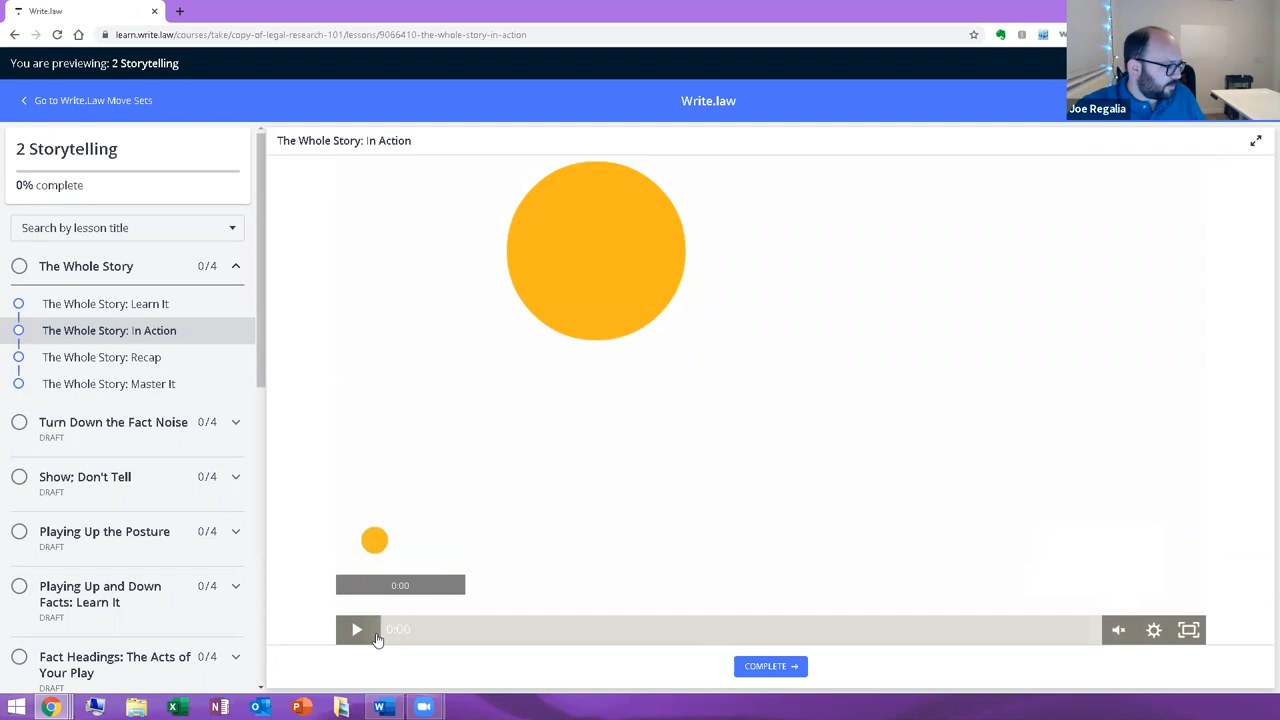 Write.law
learn.write.law/courses/take/copy-of-legal-research-101/lessons/9066410-the-whole-story-in-action
You are previewing: 2 Storytelling
Joe Regalia
Go to Write.Law Move Sets
Write.law
2 Storytelling
0% complete
Search by lesson title
The Whole Story 0/4
The Whole Story: Learn It
The Whole Story: In Action
The Whole Story: Recap
The Whole Story: Master It
Turn Down the Fact Noise 0/4
DRAFT
Show; Don't Tell 0/4
DRAFT
Playing Up the Posture 0/4
DRAFT
Playing Up and Down 0/4
Facts: Learn It
DRAFT
Fact Headings: The Acts of 0/4
Your Play
DRAFT
The Whole Story: In Action
0:00
0:00
COMPLETE →